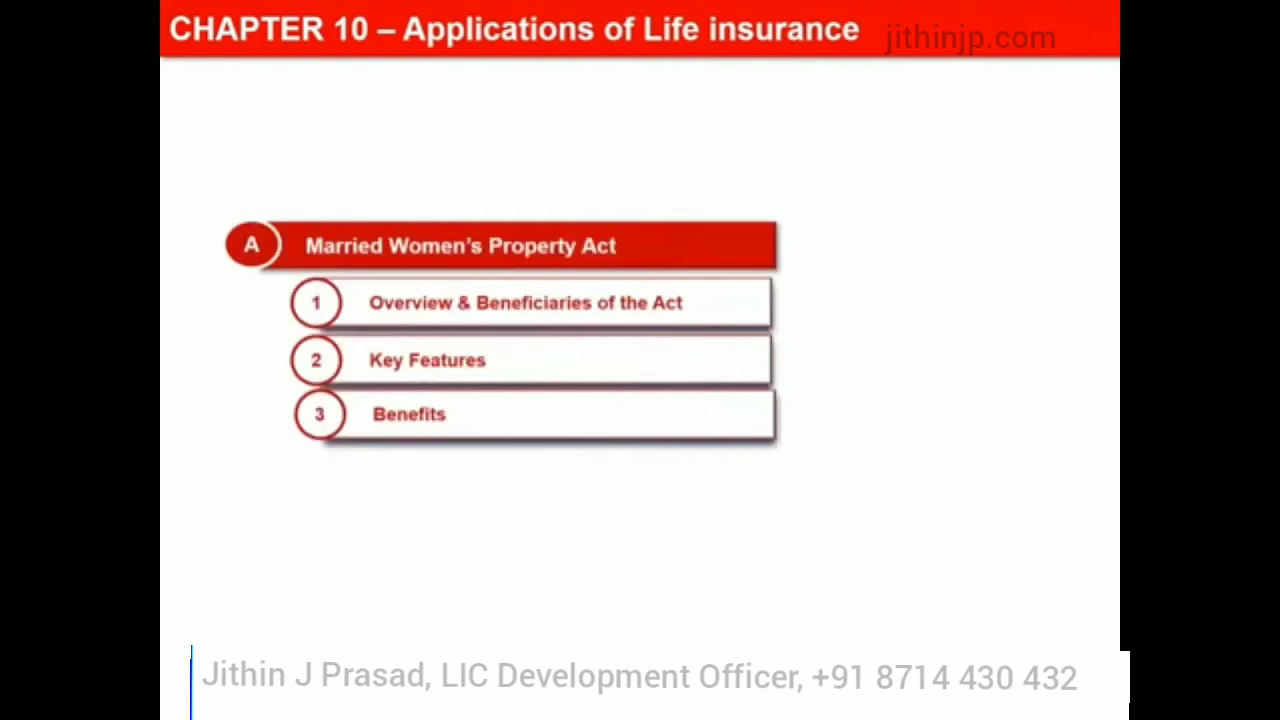 CHAPTER 10 – Applications of Life insurance
jithinjp.com
A Married Women's Property Act
1 Overview & Beneficiaries of the Act
2 Key Features
3 Benefits
Jithin J Prasad, LIC Development Officer, +91 8714 430 432